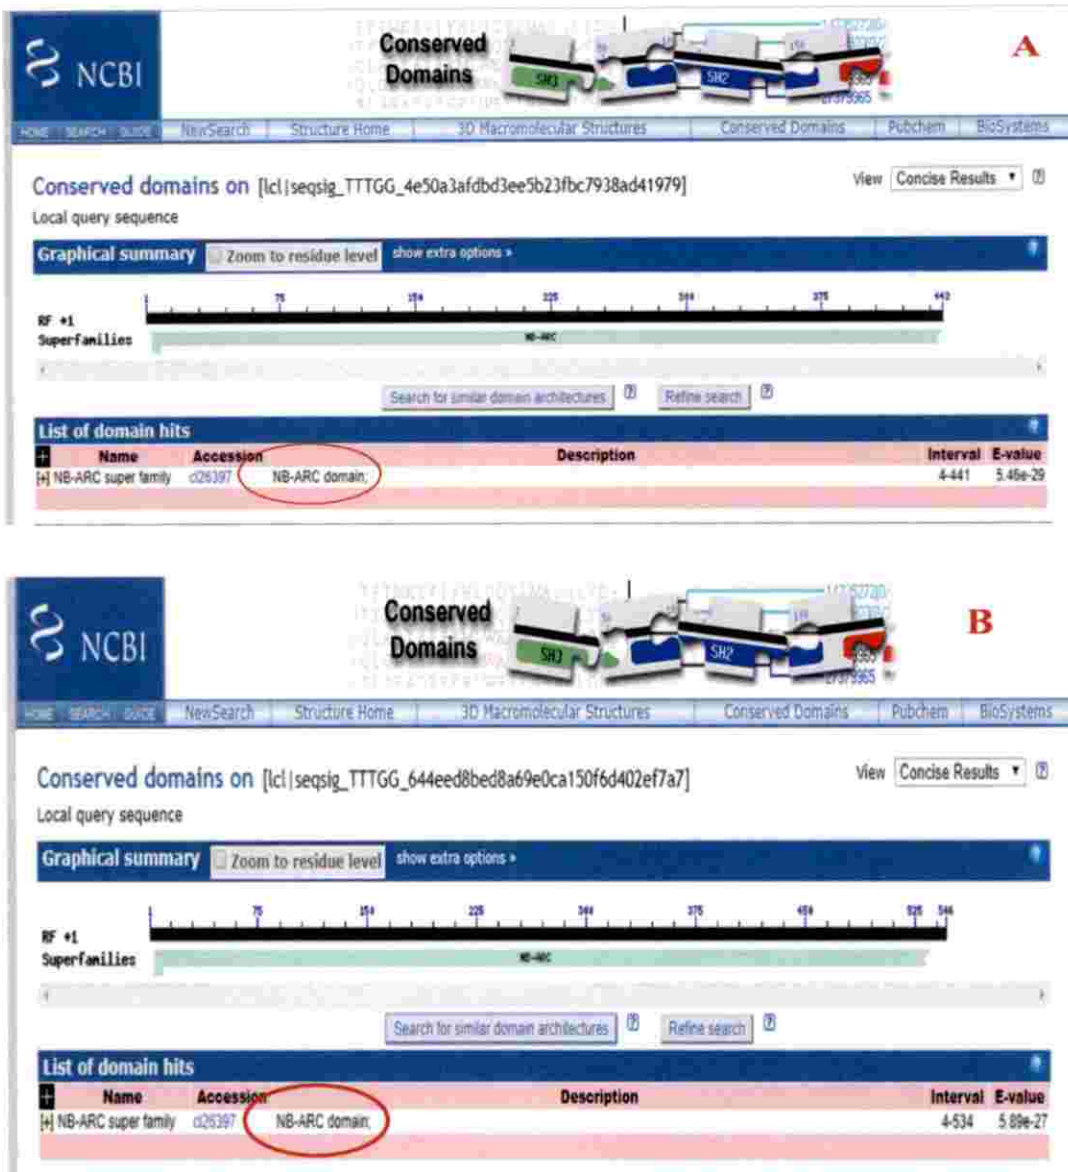 NCBI
Conserved Domains
SH3
SH2
A
HOME SEARCH GUIDE NewSearch Structure Home 3D Macromolecular Structures Conserved Domains Pubchem BioSystems
Conserved domains on [lcl|seqsig_TTTGG_4e50a3afdbd3ee5b23fbc7938ad41979]
View Concise Results
Local query sequence
Graphical summary Zoom to residue level show extra options »
1 75 150 225 300 375 442
RF +1
Superfamilies NB-ARC
Search for similar domain architectures Refine search
List of domain hits
Name Accession Description Interval E-value
[+] NB-ARC super family cl26397 NB-ARC domain; 4-441 5.46e-29
NCBI
Conserved Domains
SH3
SH2
B
HOME SEARCH GUIDE NewSearch Structure Home 3D Macromolecular Structures Conserved Domains Pubchem BioSystems
Conserved domains on [lcl|seqsig_TTTGG_644eed8bed8a69e0ca150f6d402ef7a7]
View Concise Results
Local query sequence
Graphical summary Zoom to residue level show extra options »
1 75 150 225 300 375 450 525 546
RF +1
Superfamilies NB-ARC
Search for similar domain architectures Refine search
List of domain hits
Name Accession Description Interval E-value
[+] NB-ARC super family cl26397 NB-ARC domain; 4-534 5.89e-27